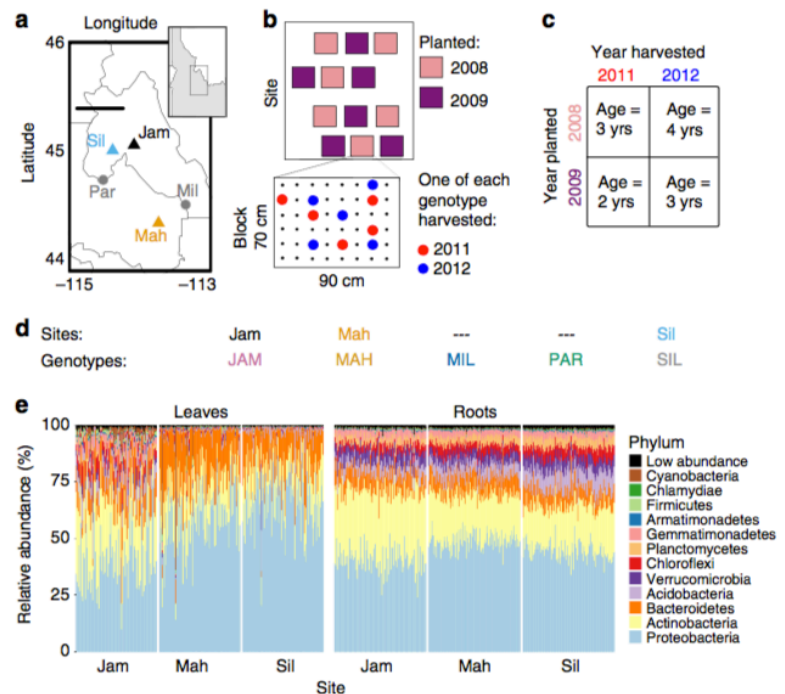 a
Longitude
46
45
44
Latitude
Sil
Jam
Par
Mil
Mah
−115
−113
b
Site
Planted:
2008
2009
Block
70 cm
90 cm
One of each
genotype
harvested:
2011
2012
c
Year harvested
2011 2012
Year planted
2008
2009
Age =
3 yrs
Age =
4 yrs
Age =
2 yrs
Age =
3 yrs
d
Sites: Jam Mah --- --- Sil
Genotypes: JAM MAH MIL PAR SIL
e
Leaves Roots
Relative abundance (%)
100
75
50
25
0
Jam Mah Sil Jam Mah Sil
Site
Phylum
Low abundance
Cyanobacteria
Chlamydiae
Firmicutes
Armatimonadetes
Gemmatimonadetes
Planctomycetes
Chloroflexi
Verrucomicrobia
Acidobacteria
Bacteroidetes
Actinobacteria
Proteobacteria